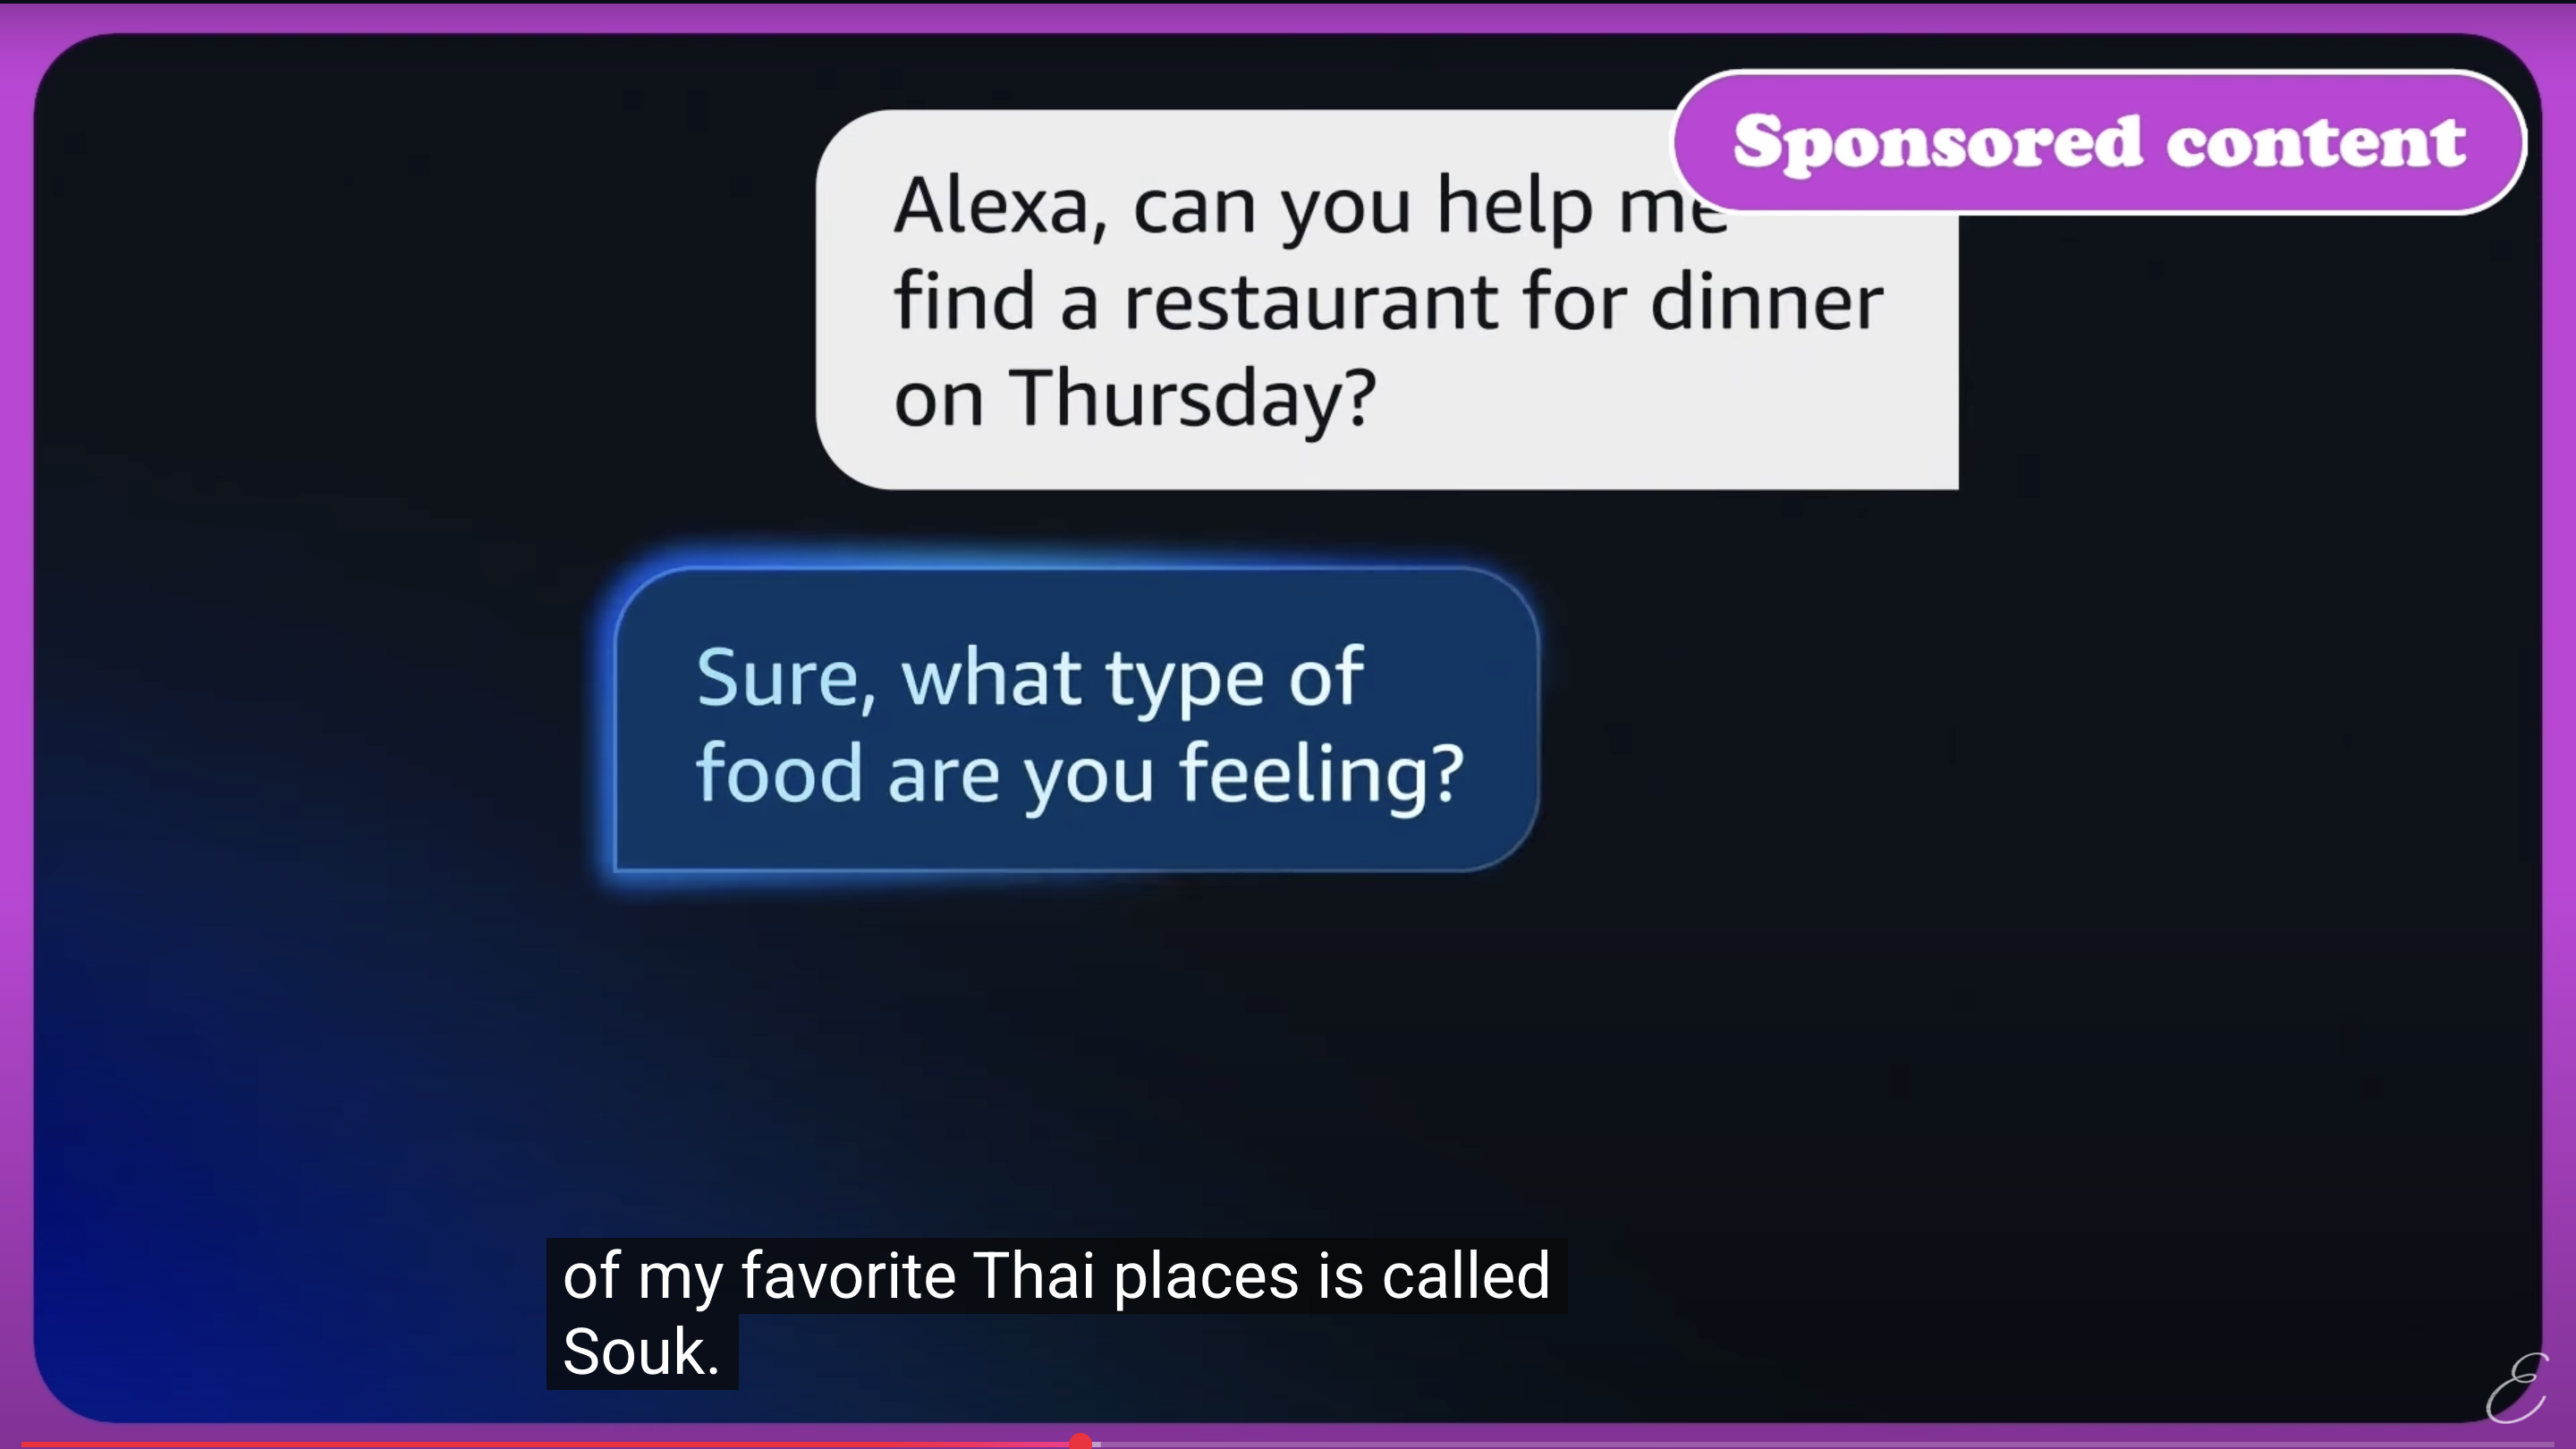 Sponsored content
Alexa, can you help me
find a restaurant for dinner
on Thursday?
Sure, what type of
food are you feeling?
of my favorite Thai places is called
Souk.
E